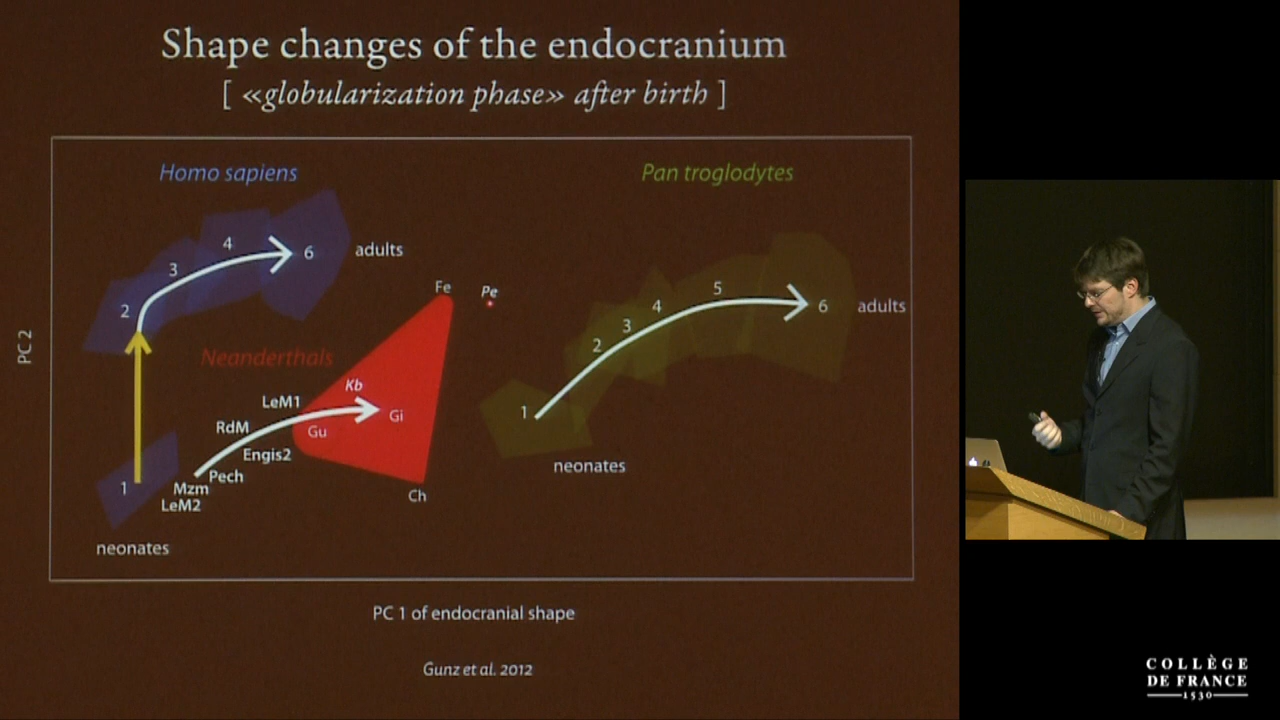 Shape changes of the endocranium
[ «globularization phase» after birth ]
Homo sapiens
Pan troglodytes
4
6
adults
3
2
Fe
Pe
5
4
6
adults
3
2
PC 2
Neanderthals
Kb
LeM1
Gi
1
RdM
Gu
Engis2
neonates
Pech
1
Mzm
LeM2
Ch
neonates
PC 1 of endocranial shape
Gunz et al. 2012
COLLÈGE
DE FRANCE
1530